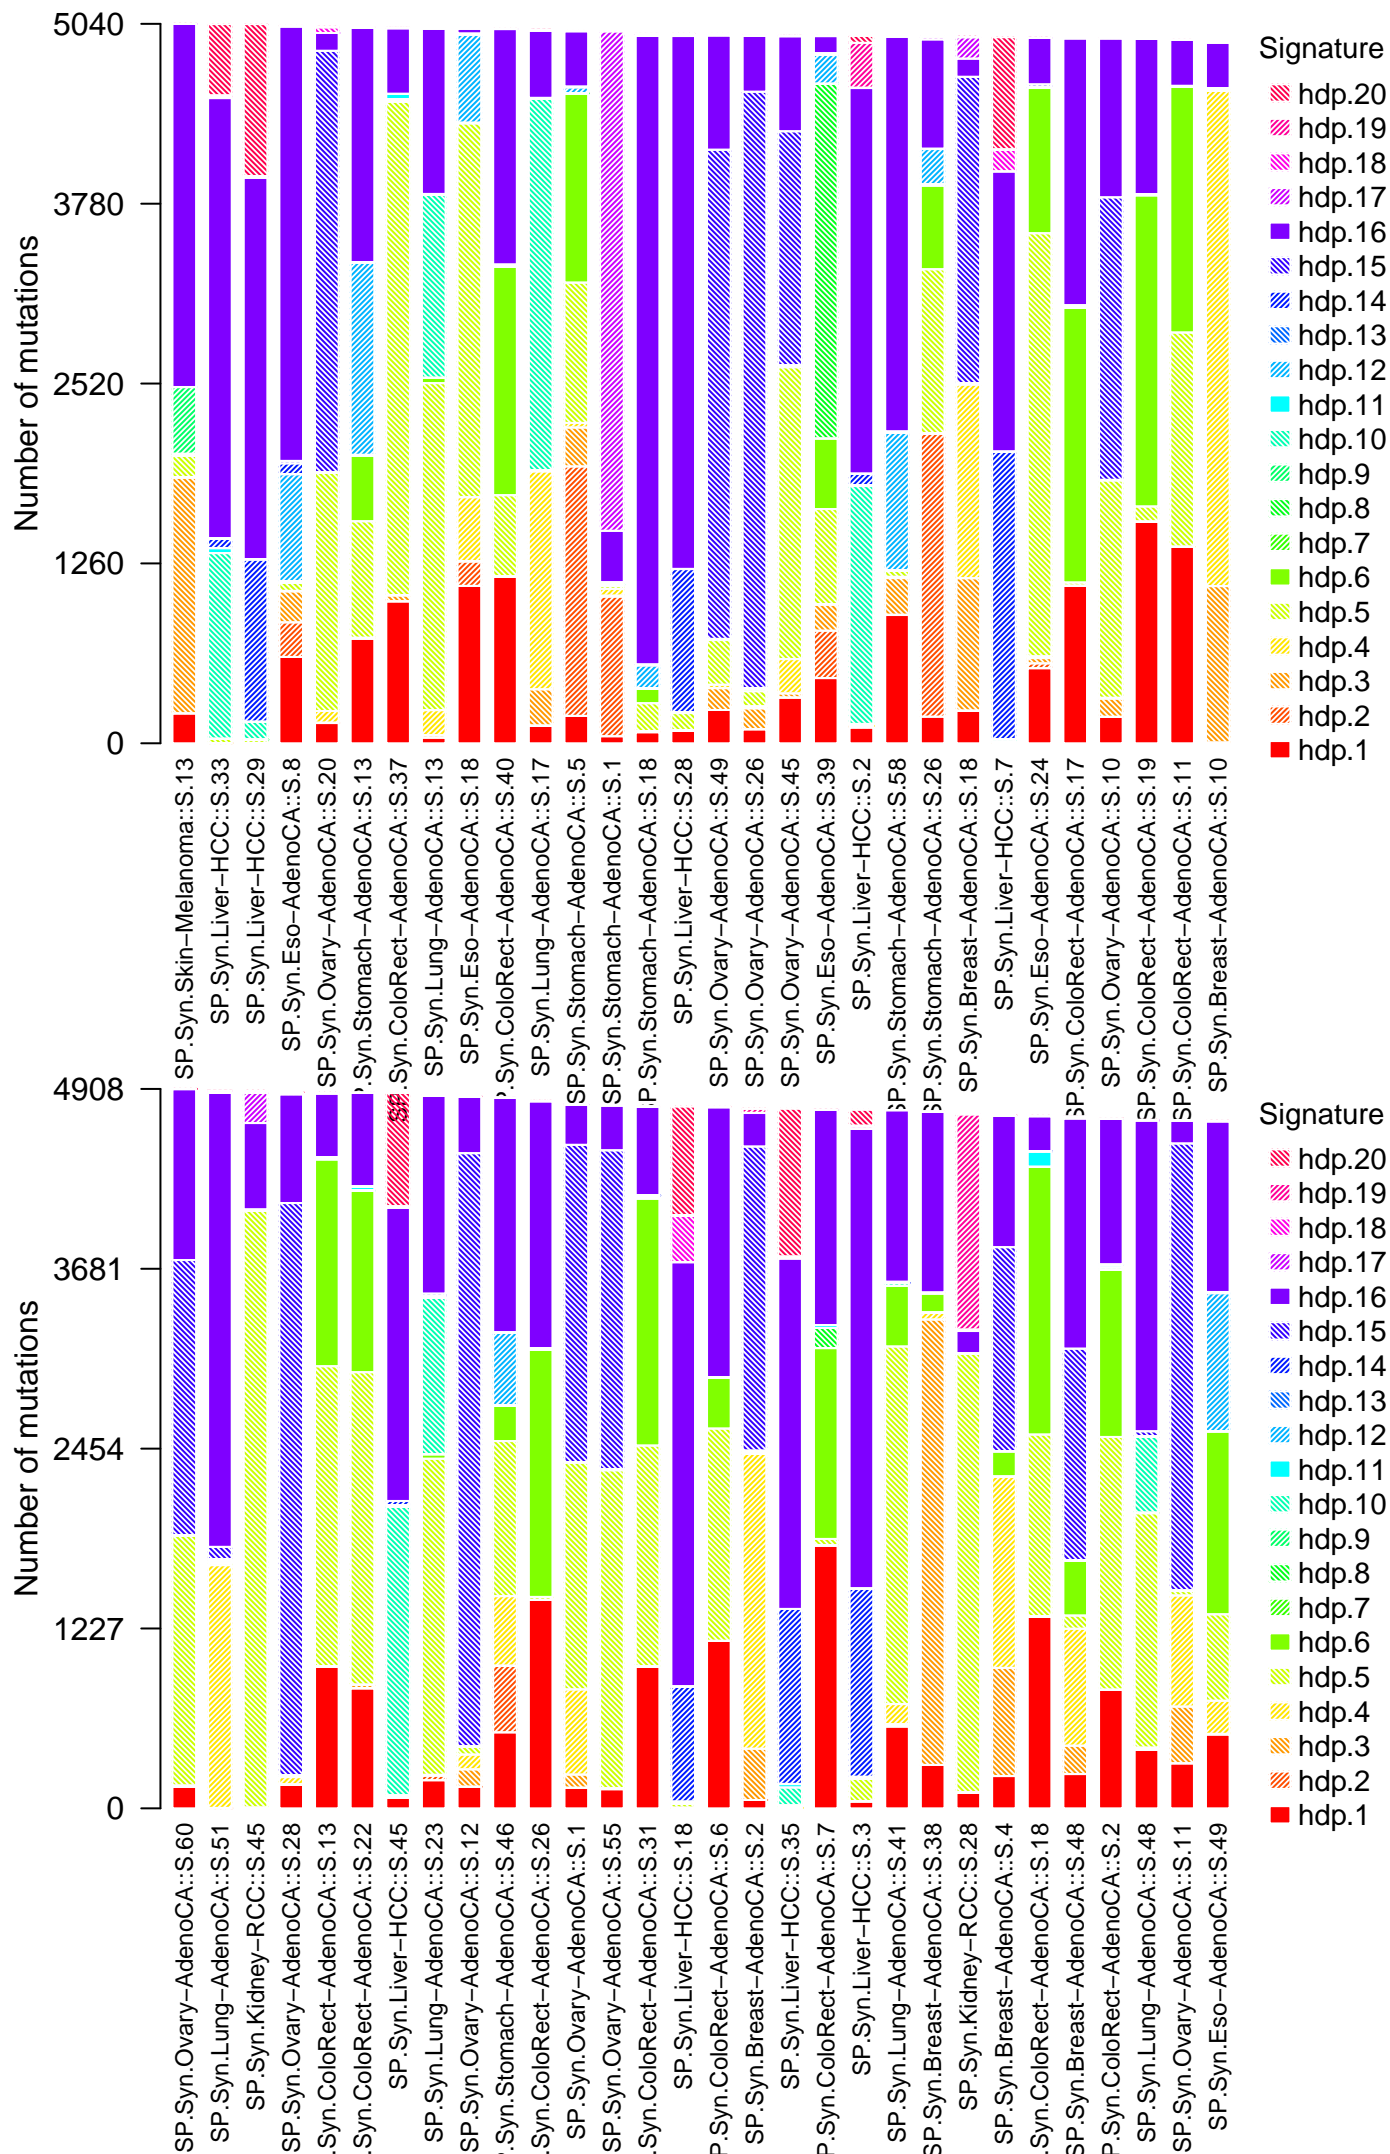 5040
3780
2520
1260
0
Number of mutations
Signature
hdp.20
hdp.19
hdp.18
hdp.17
hdp.16
hdp.15
hdp.14
hdp.13
hdp.12
hdp.11
hdp.10
hdp.9
hdp.8
hdp.7
hdp.6
hdp.5
hdp.4
hdp.3
hdp.2
hdp.1
SP.Syn.Skin−Melanoma::S.13
SP.Syn.Liver−HCC::S.33
SP.Syn.Liver−HCC::S.29
SP.Syn.Eso−AdenoCA::S.8
SP.Syn.Ovary−AdenoCA::S.20
P.Syn.Stomach−AdenoCA::S.13
SP.Syn.ColoRect−AdenoCA::S.37
SP.Syn.Lung−AdenoCA::S.13
SP.Syn.Eso−AdenoCA::S.18
P.Syn.ColoRect−AdenoCA::S.40
SP.Syn.Lung−AdenoCA::S.17
SP.Syn.Stomach−AdenoCA::S.5
SP.Syn.Stomach−AdenoCA::S.1
SP.Syn.Stomach−AdenoCA::S.18
SP.Syn.Liver−HCC::S.28
SP.Syn.Ovary−AdenoCA::S.49
SP.Syn.Ovary−AdenoCA::S.26
SP.Syn.Ovary−AdenoCA::S.45
SP.Syn.Eso−AdenoCA::S.39
SP.Syn.Liver−HCC::S.2
SP.Syn.Stomach−AdenoCA::S.58
SP.Syn.Stomach−AdenoCA::S.26
SP.Syn.Breast−AdenoCA::S.18
SP.Syn.Liver−HCC::S.7
SP.Syn.Eso−AdenoCA::S.24
SP.Syn.ColoRect−AdenoCA::S.17
SP.Syn.Ovary−AdenoCA::S.10
SP.Syn.ColoRect−AdenoCA::S.19
SP.Syn.ColoRect−AdenoCA::S.11
SP.Syn.Breast−AdenoCA::S.10
4908
3681
2454
1227
0
Number of mutations
Signature
hdp.20
hdp.19
hdp.18
hdp.17
hdp.16
hdp.15
hdp.14
hdp.13
hdp.12
hdp.11
hdp.10
hdp.9
hdp.8
hdp.7
hdp.6
hdp.5
hdp.4
hdp.3
hdp.2
hdp.1
SP.Syn.Ovary−AdenoCA::S.60
SP.Syn.Lung−AdenoCA::S.51
SP.Syn.Kidney−RCC::S.45
SP.Syn.Ovary−AdenoCA::S.28
.Syn.ColoRect−AdenoCA::S.13
.Syn.ColoRect−AdenoCA::S.22
SP.Syn.Liver−HCC::S.45
SP.Syn.Lung−AdenoCA::S.23
SP.Syn.Ovary−AdenoCA::S.12
.Syn.Stomach−AdenoCA::S.46
.Syn.ColoRect−AdenoCA::S.26
SP.Syn.Ovary−AdenoCA::S.1
SP.Syn.Ovary−AdenoCA::S.55
.Syn.ColoRect−AdenoCA::S.31
SP.Syn.Liver−HCC::S.18
SP.Syn.ColoRect−AdenoCA::S.6
SP.Syn.Breast−AdenoCA::S.2
SP.Syn.Liver−HCC::S.35
SP.Syn.ColoRect−AdenoCA::S.7
SP.Syn.Liver−HCC::S.3
SP.Syn.Lung−AdenoCA::S.41
SP.Syn.Breast−AdenoCA::S.38
SP.Syn.Kidney−RCC::S.28
SP.Syn.Breast−AdenoCA::S.4
.Syn.ColoRect−AdenoCA::S.18
SP.Syn.Breast−AdenoCA::S.48
SP.Syn.ColoRect−AdenoCA::S.2
SP.Syn.Lung−AdenoCA::S.48
SP.Syn.Ovary−AdenoCA::S.11
SP.Syn.Eso−AdenoCA::S.49